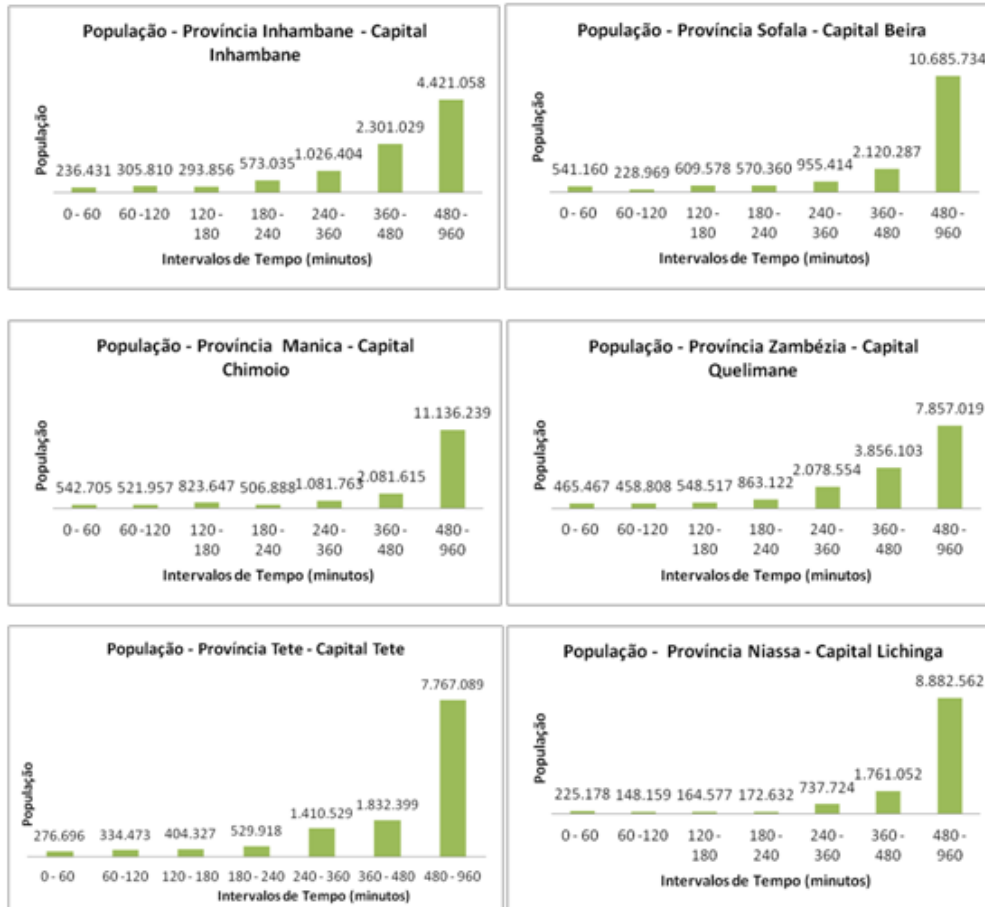 População - Província Inhambane - Capital
Inhambane
População
236.431 305.810 293.856 573.035 1.026.404 2.301.029 4.421.058
0 - 60 60 -120 120 - 180 - 240 - 360 - 480 -
180 240 360 480 960
Intervalos de Tempo (minutos)
População - Província Sofala - Capital Beira
População
541.160 228.969 609.578 570.360 955.414 2.120.287 10.685.734
0 - 60 60 -120 120 - 180 - 240 - 360 - 480 -
180 240 360 480 960
Intervalos de Tempo (minutos)
População - Província Manica - Capital
Chimoio
População
542.705 521.957 823.647 506.888 1.081.763 2.081.615 11.136.239
0 - 60 60 -120 120 - 180 - 240 - 360 - 480 -
180 240 360 480 960
Intervalos de Tempo (minutos)
População - Província Zambézia - Capital
Quelimane
População
465.467 458.808 548.517 863.122 2.078.554 3.856.103 7.857.019
0 - 60 60 -120 120 - 180 - 240 - 360 - 480 -
180 240 360 480 960
Intervalos de Tempo (minutos)
População - Província Tete - Capital Tete
População
276.696 334.473 404.327 529.918 1.410.529 1.832.399 7.767.089
0 - 60 60 -120 120 - 180 180 - 240 240 - 360 360 - 480 480 - 960
Intervalos de Tempo (minutos)
População - Província Niassa - Capital Lichinga
População
225.178 148.159 164.577 172.632 737.724 1.761.052 8.882.562
0 - 60 60 -120 120 - 180 - 240 - 360 - 480 -
180 240 360 480 960
Intervalos de Tempo (minutos)